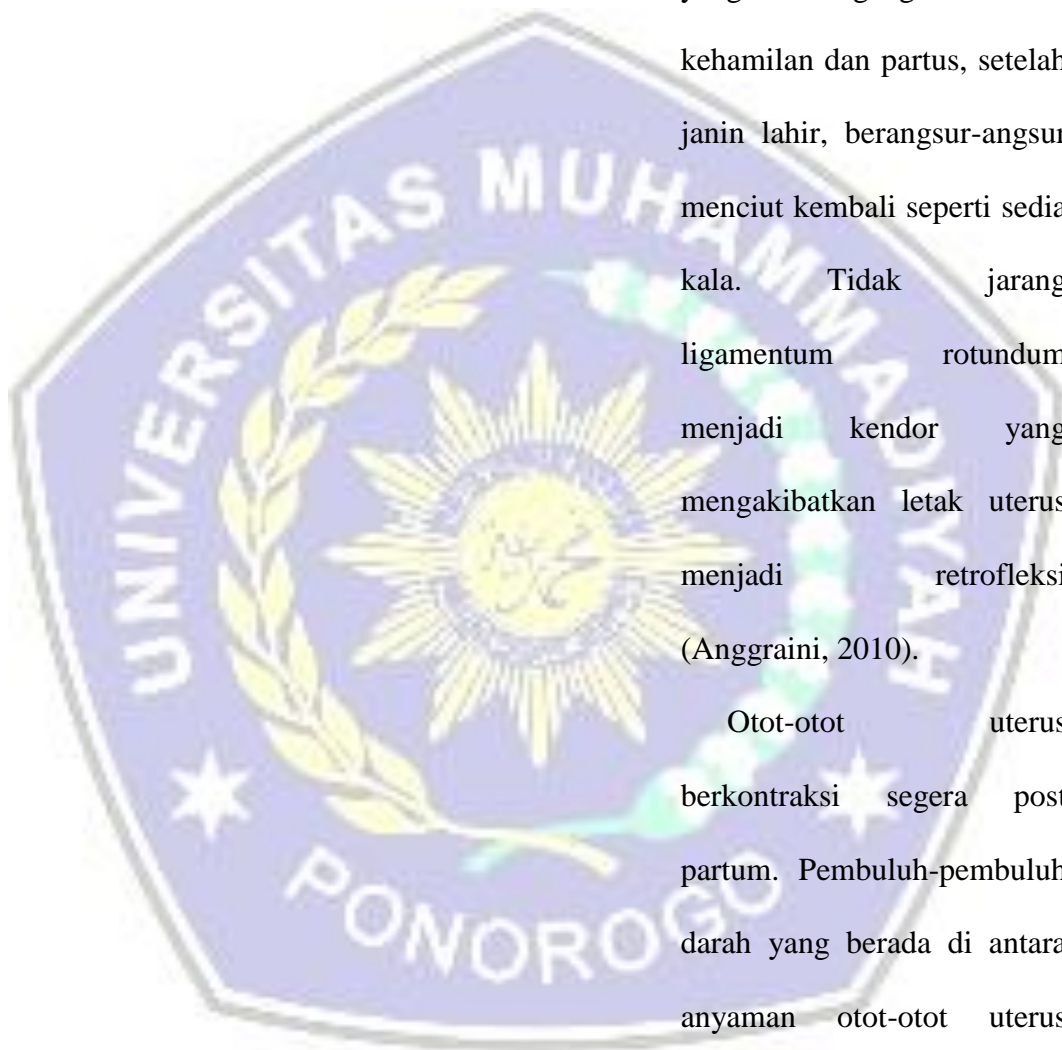 kehamilan dan partus, setelah
janin lahir, berangsur-angsur
menciut kembali seperti sedia
kala. Tidak jarang
ligamentum rotundum
menjadi kendor yang
mengakibatkan letak uterus
menjadi retrofleksi
(Anggraini, 2010).
Otot-otot uterus
berkontraksi segera post
partum. Pembuluh-pembuluh
darah yang berada di antara
anyaman otot-otot uterus
UNIVERSITAS MUHAMMADIYAH
PONOROGO